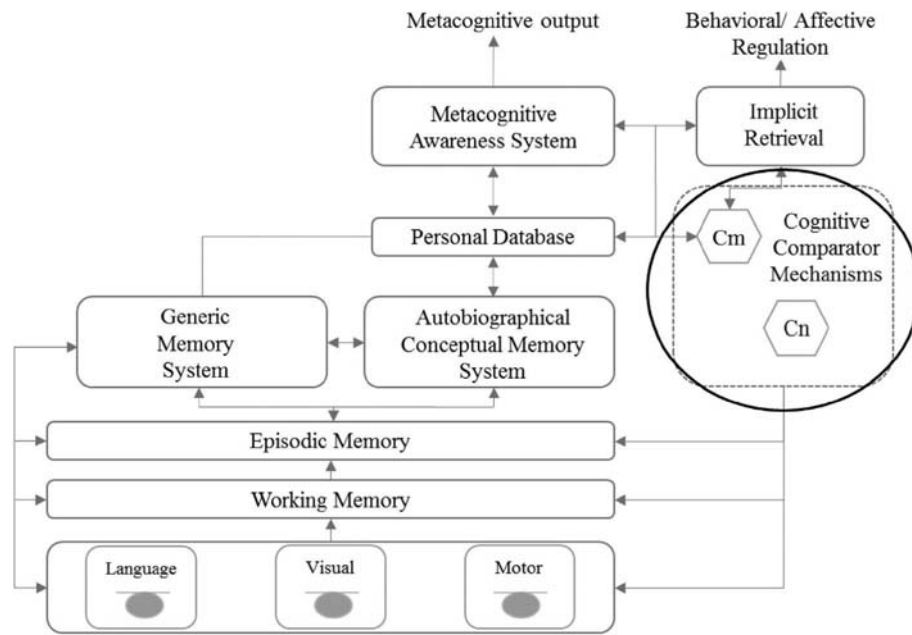 Metacognitive output
Behavioral/ Affective
Regulation
Metacognitive
Awareness System
Implicit
Retrieval
Personal Database
Cm
Cognitive
Comparator
Mechanisms
Cn
Generic
Memory
System
Autobiographical
Conceptual Memory
System
Episodic Memory
Working Memory
Language
Visual
Motor